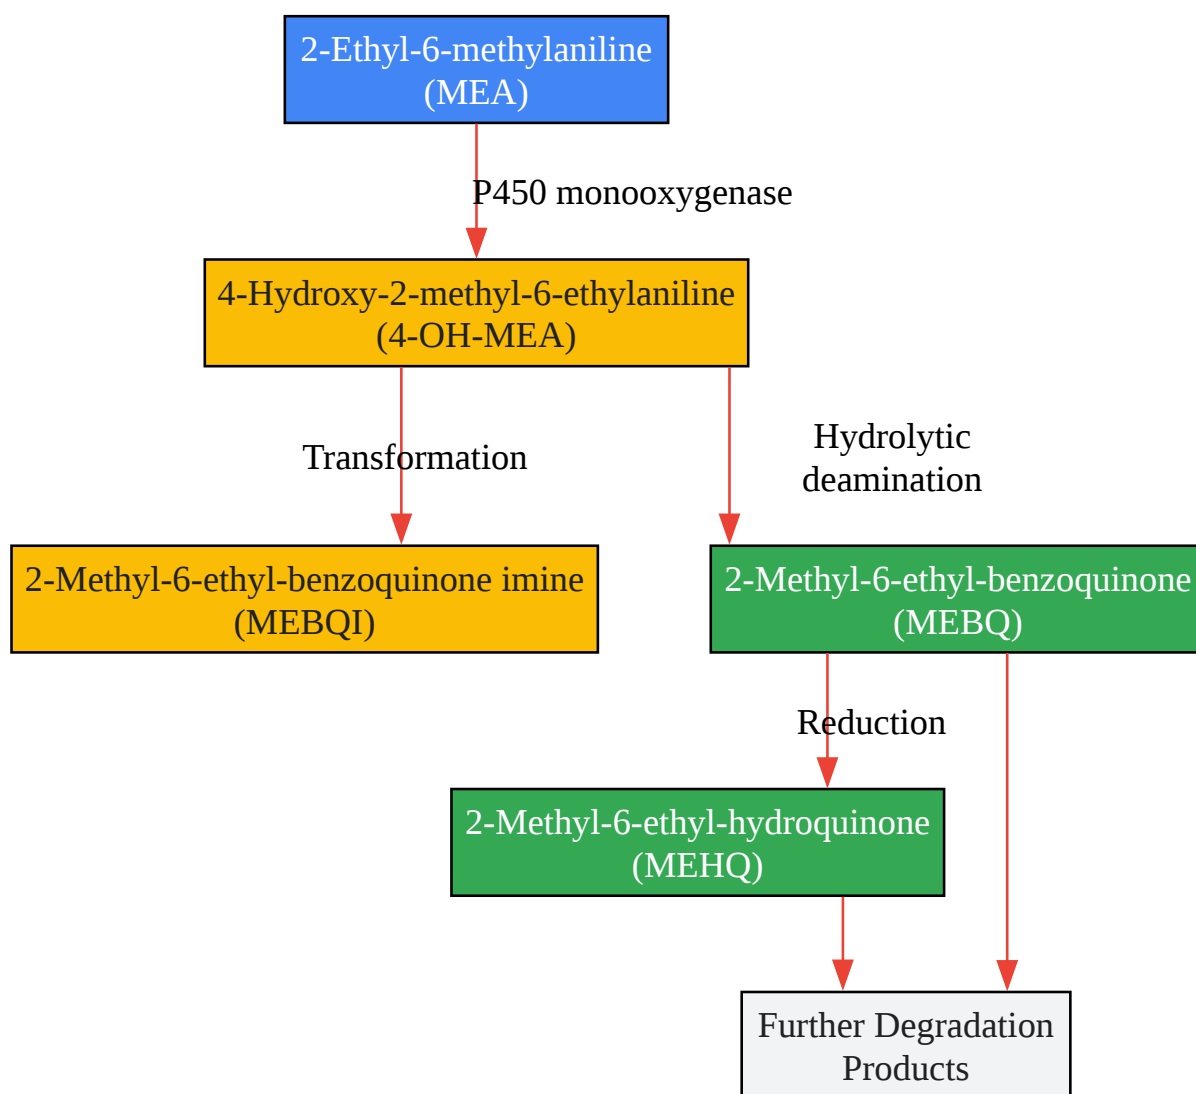 2-Ethyl-6-methylaniline
(MEA)
P450 monooxygenase
4-Hydroxy-2-methyl-6-ethylaniline
(4-OH-MEA)
Transformation
Hydrolytic
deamination
2-Methyl-6-ethyl-benzoquinone imine
(MEBQI)
2-Methyl-6-ethyl-benzoquinone
(MEBQ)
Reduction
2-Methyl-6-ethyl-hydroquinone
(MEHQ)
Further Degradation
Products